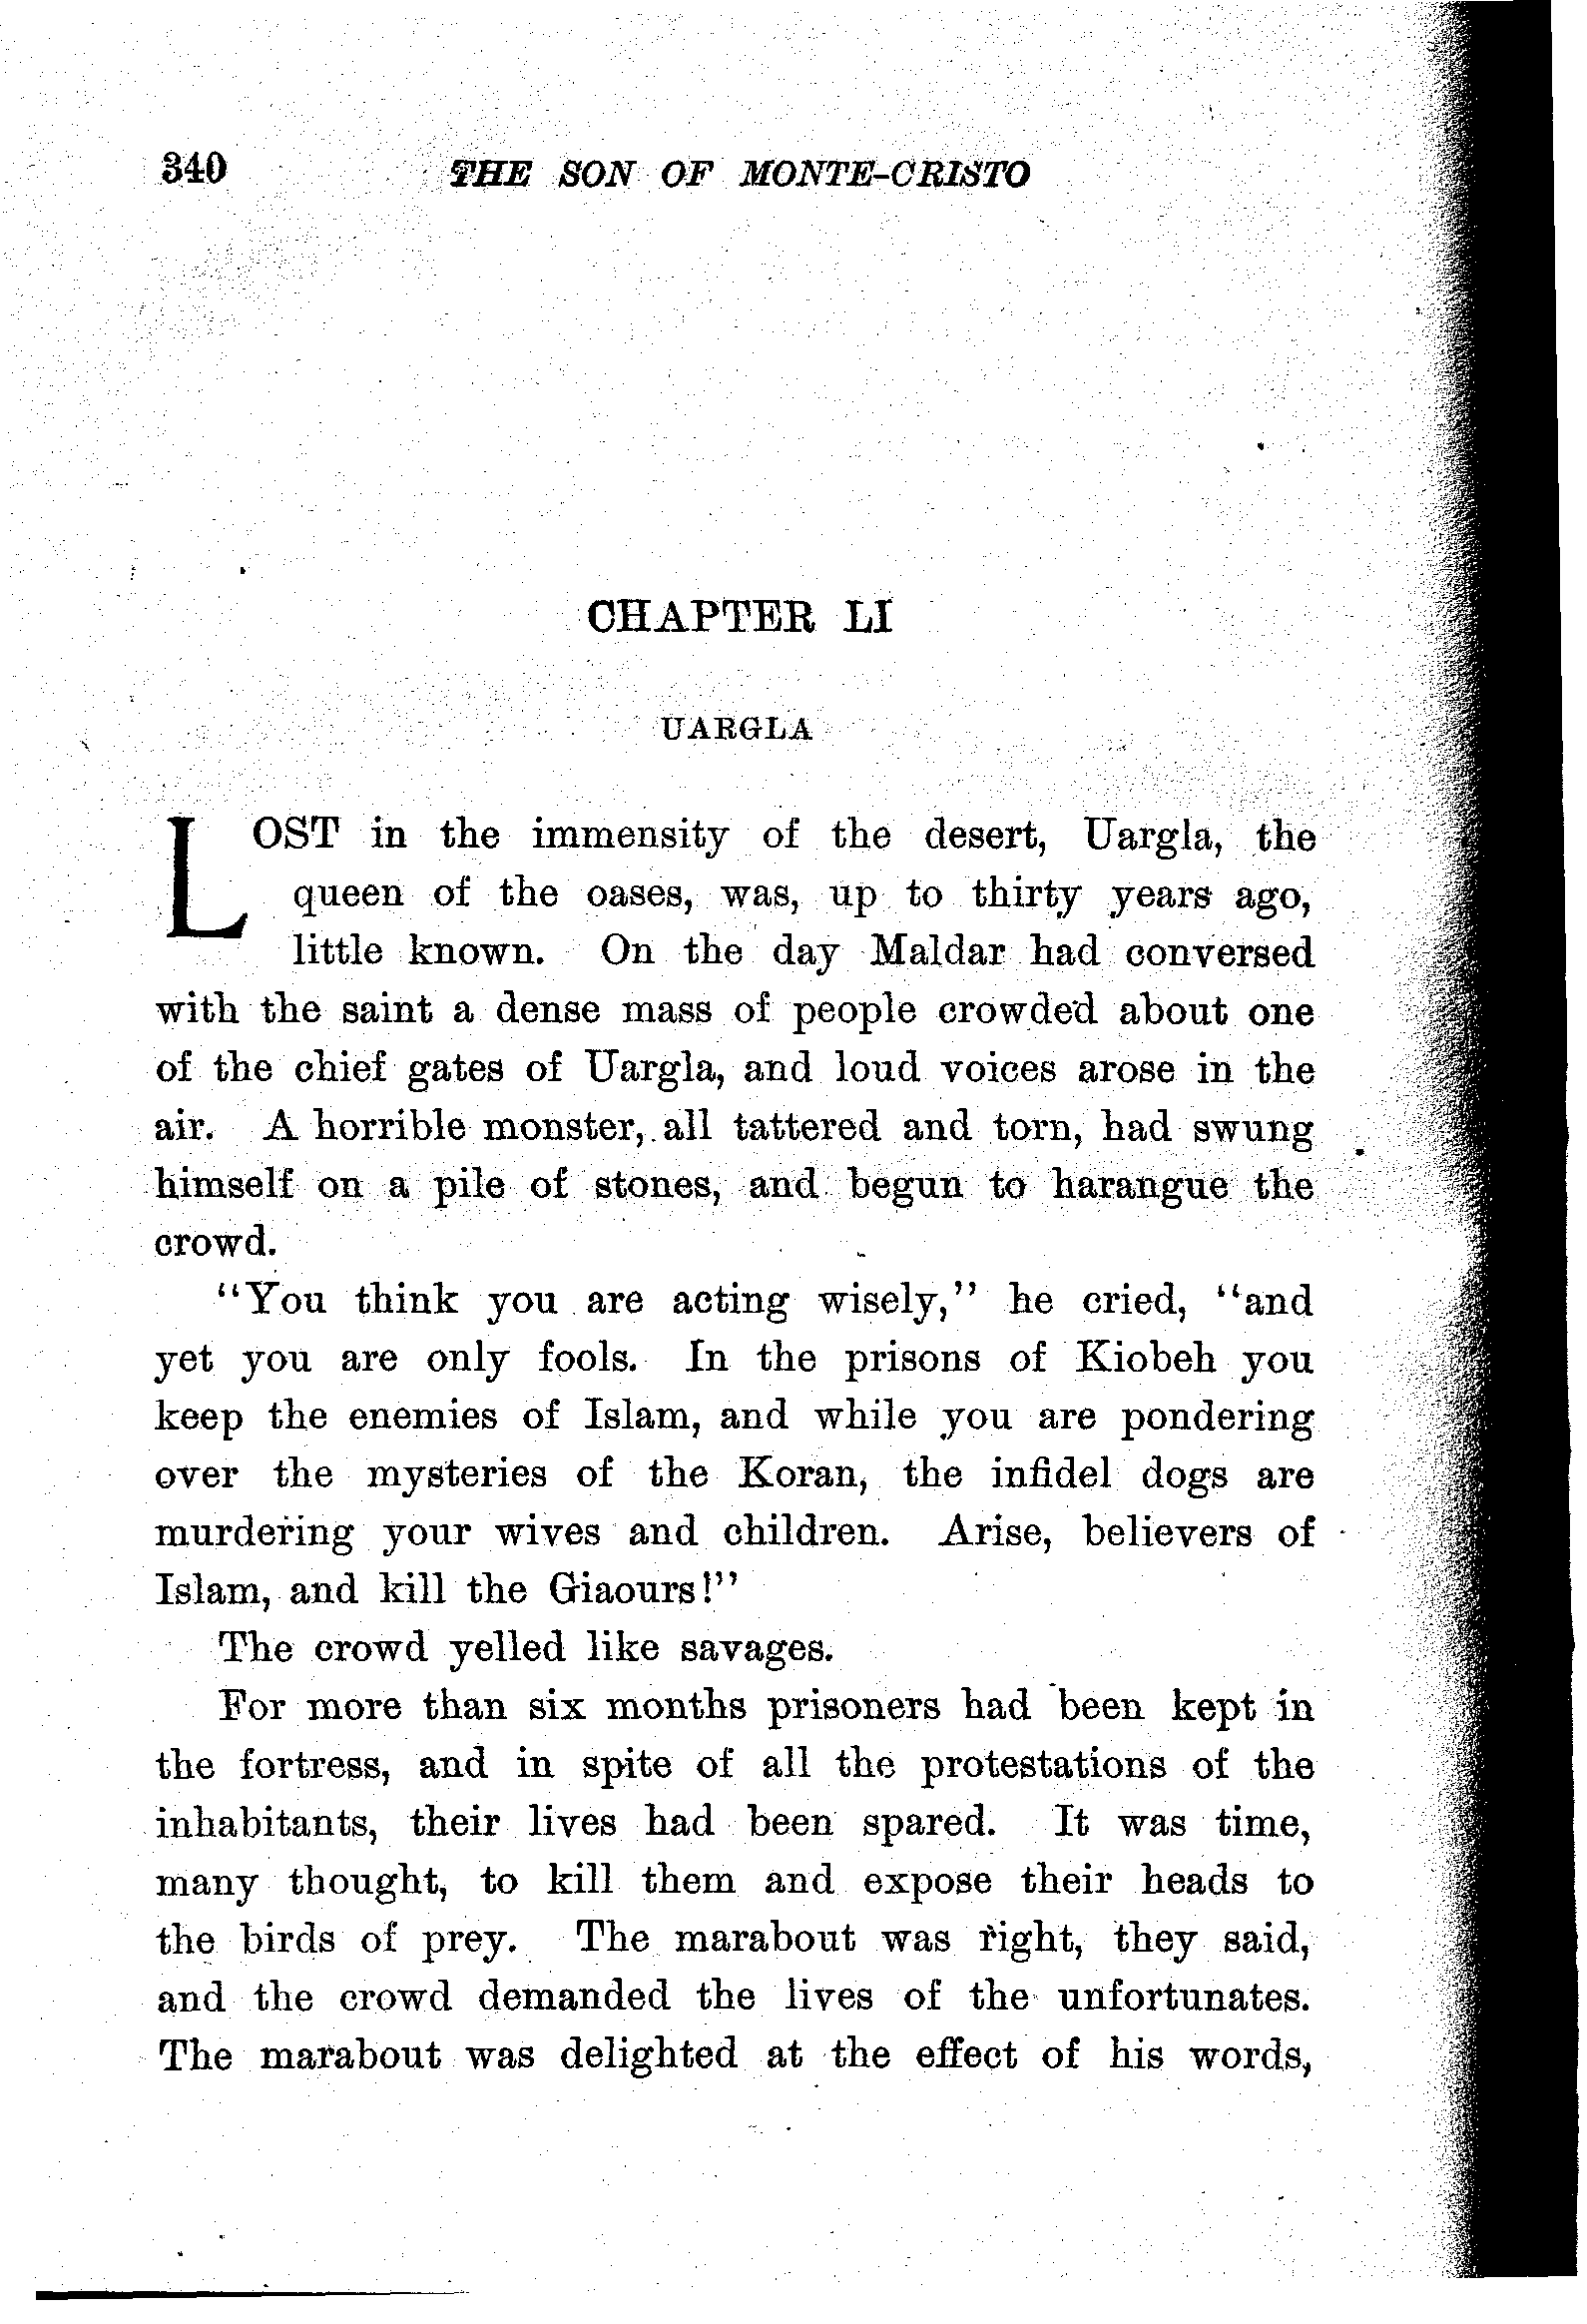 340 THE SON OF MONTE-CRISTO
CHAPTER LI
UARGLA
LOST in the immensity of the desert, Uargla, the
queen of the oases, was, up to thirty years ago,
little known. On the day Maldar had conversed
with the saint a dense mass of people crowded about one
of the chief gates of Uargla, and loud voices arose in the
air. A horrible monster, all tattered and torn, had swung
himself on a pile of stones, and begun to harangue the
crowd.
"You think you are acting wisely," he cried, "and
yet you are only fools. In the prisons of Kiobeh you
keep the enemies of Islam, and while you are pondering
over the mysteries of the Koran, the infidel dogs are
murdering your wives and children. Arise, believers of
Islam, and kill the Giaours!"
The crowd yelled like savages.
For more than six months prisoners had been kept in
the fortress, and in spite of all the protestations of the
inhabitants, their lives had been spared. It was time,
many thought, to kill them and expose their heads to
the birds of prey. The marabout was right, they said,
and the crowd demanded the lives of the unfortunates.
The marabout was delighted at the effect of his words,